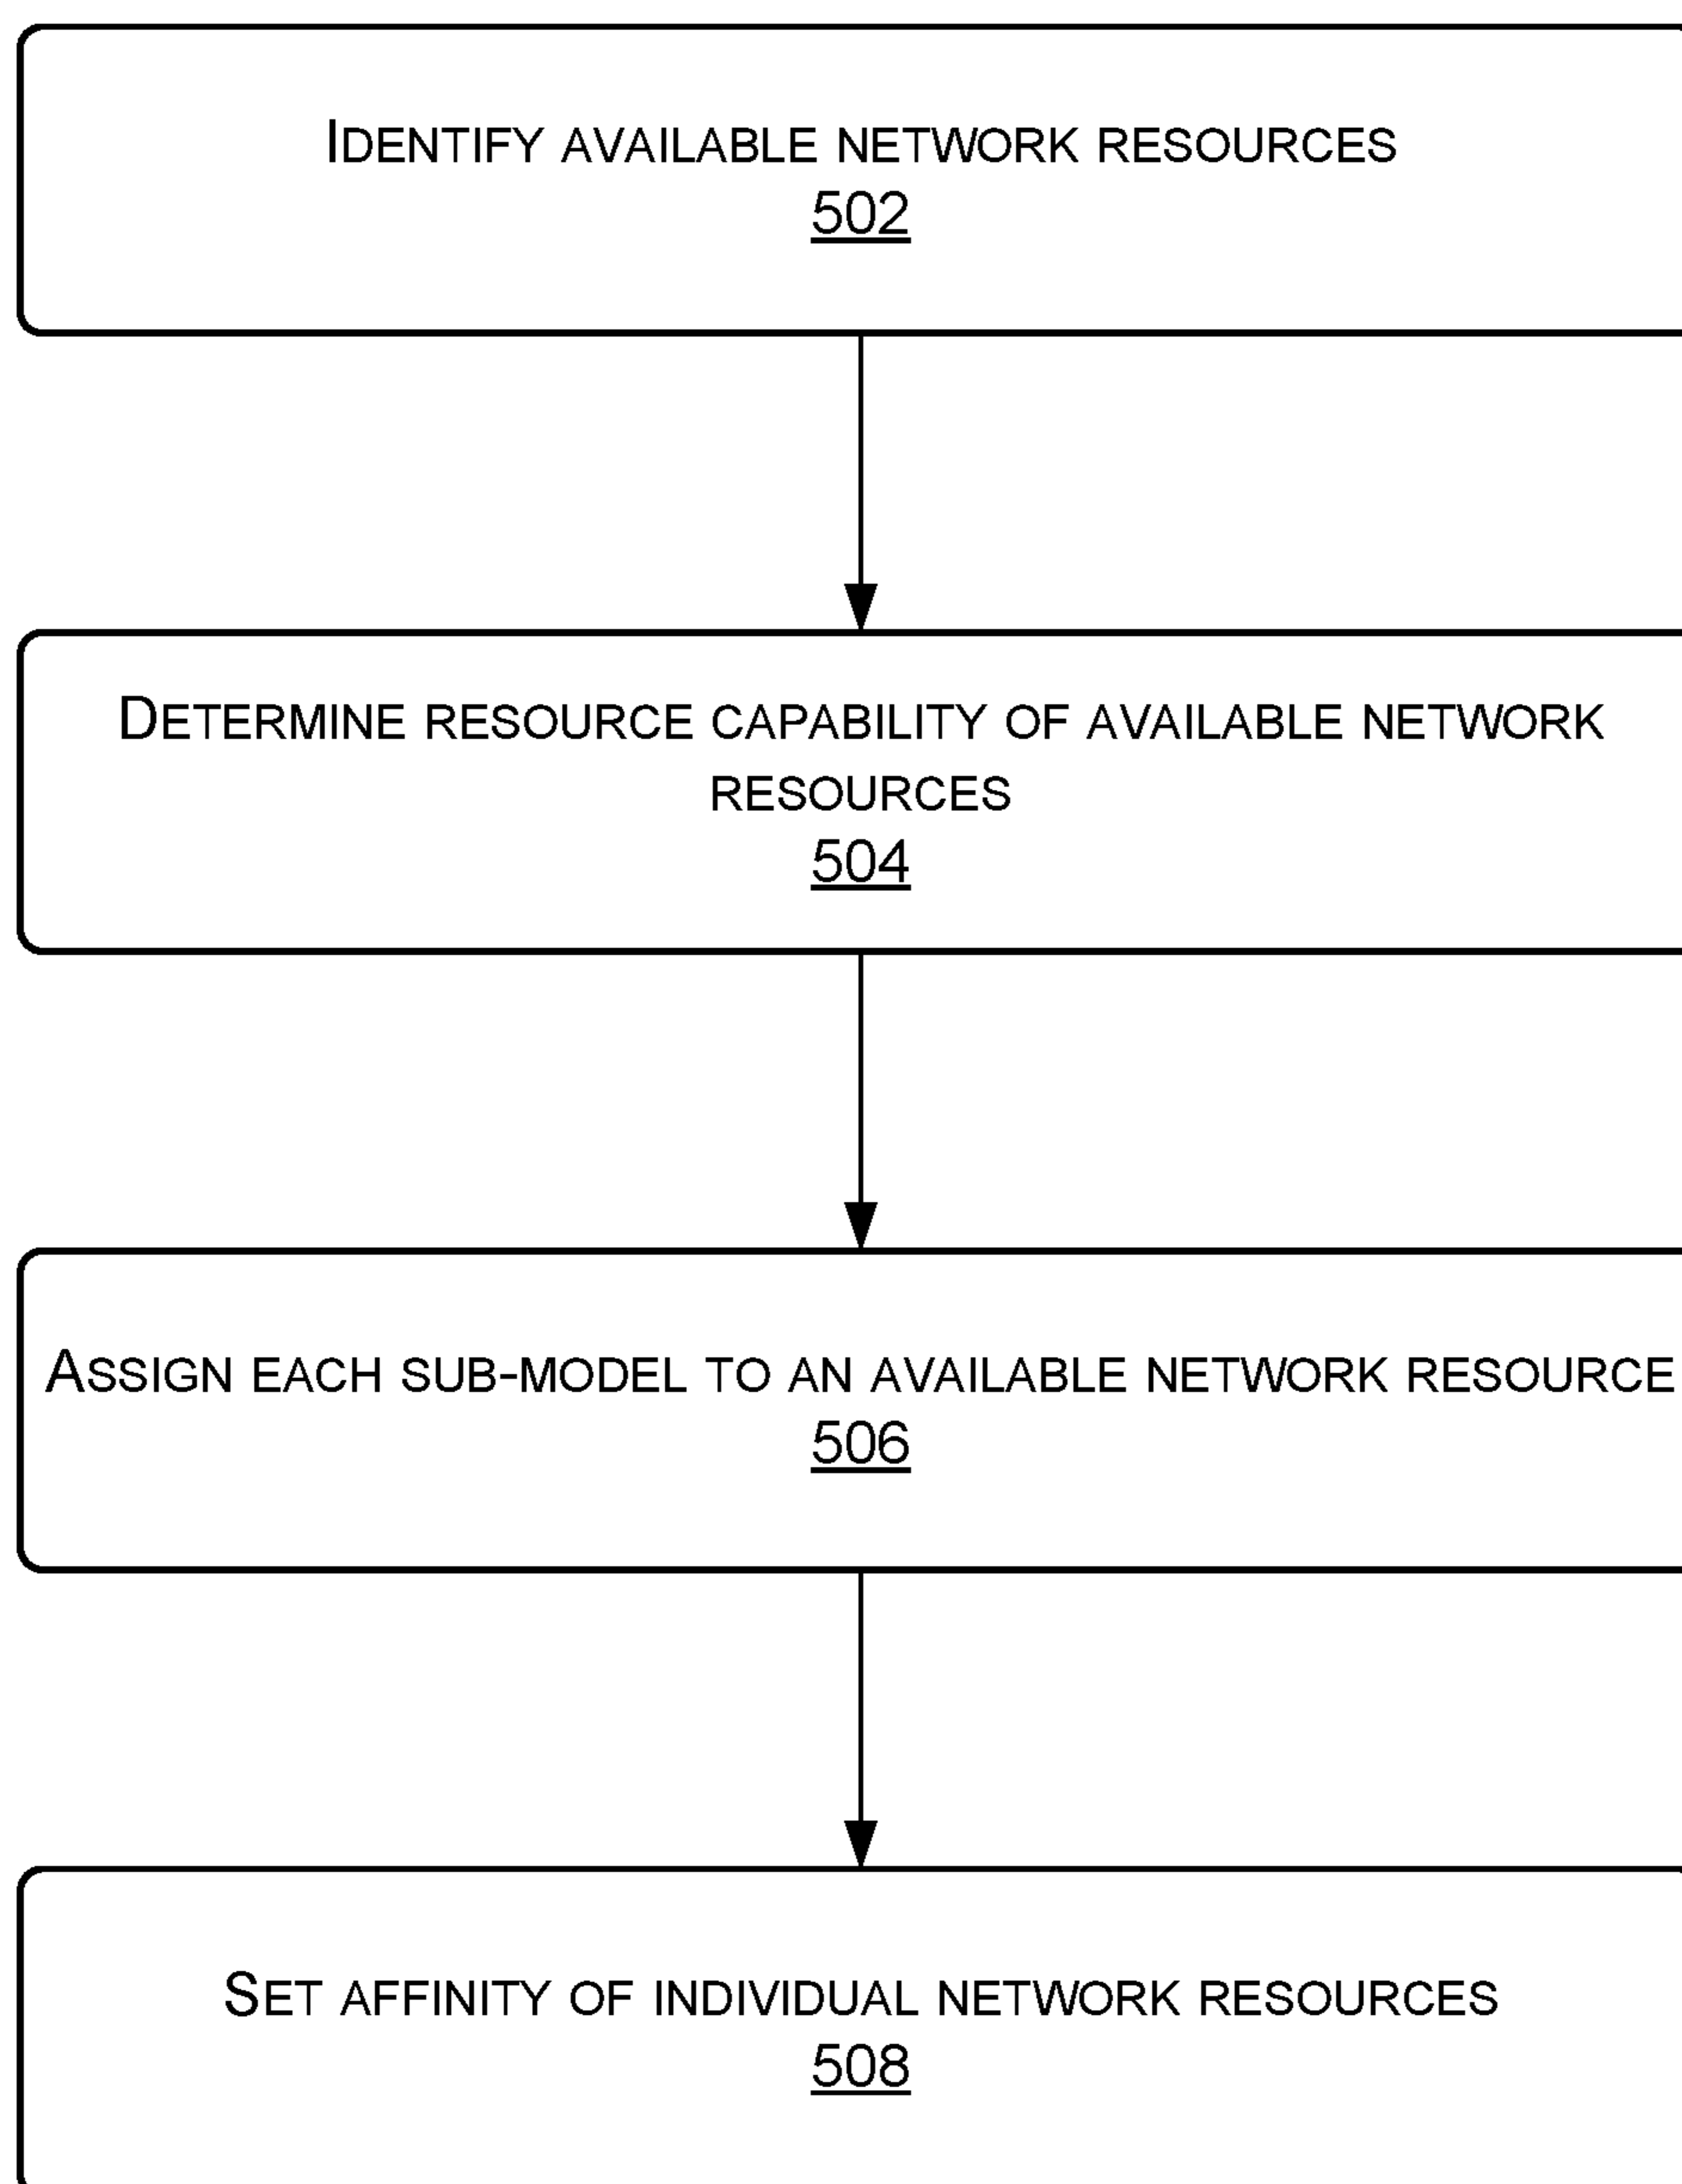 IDENTIFY AVAILABLE NETWORK RESOURCES
502
DETERMINE RESOURCE CAPABILITY OF AVAILABLE NETWORK
RESOURCES
504
ASSIGN EACH SUB-MODEL TO AN AVAILABLE NETWORK RESOURCE
506
SET AFFINITY OF INDIVIDUAL NETWORK RESOURCES
508